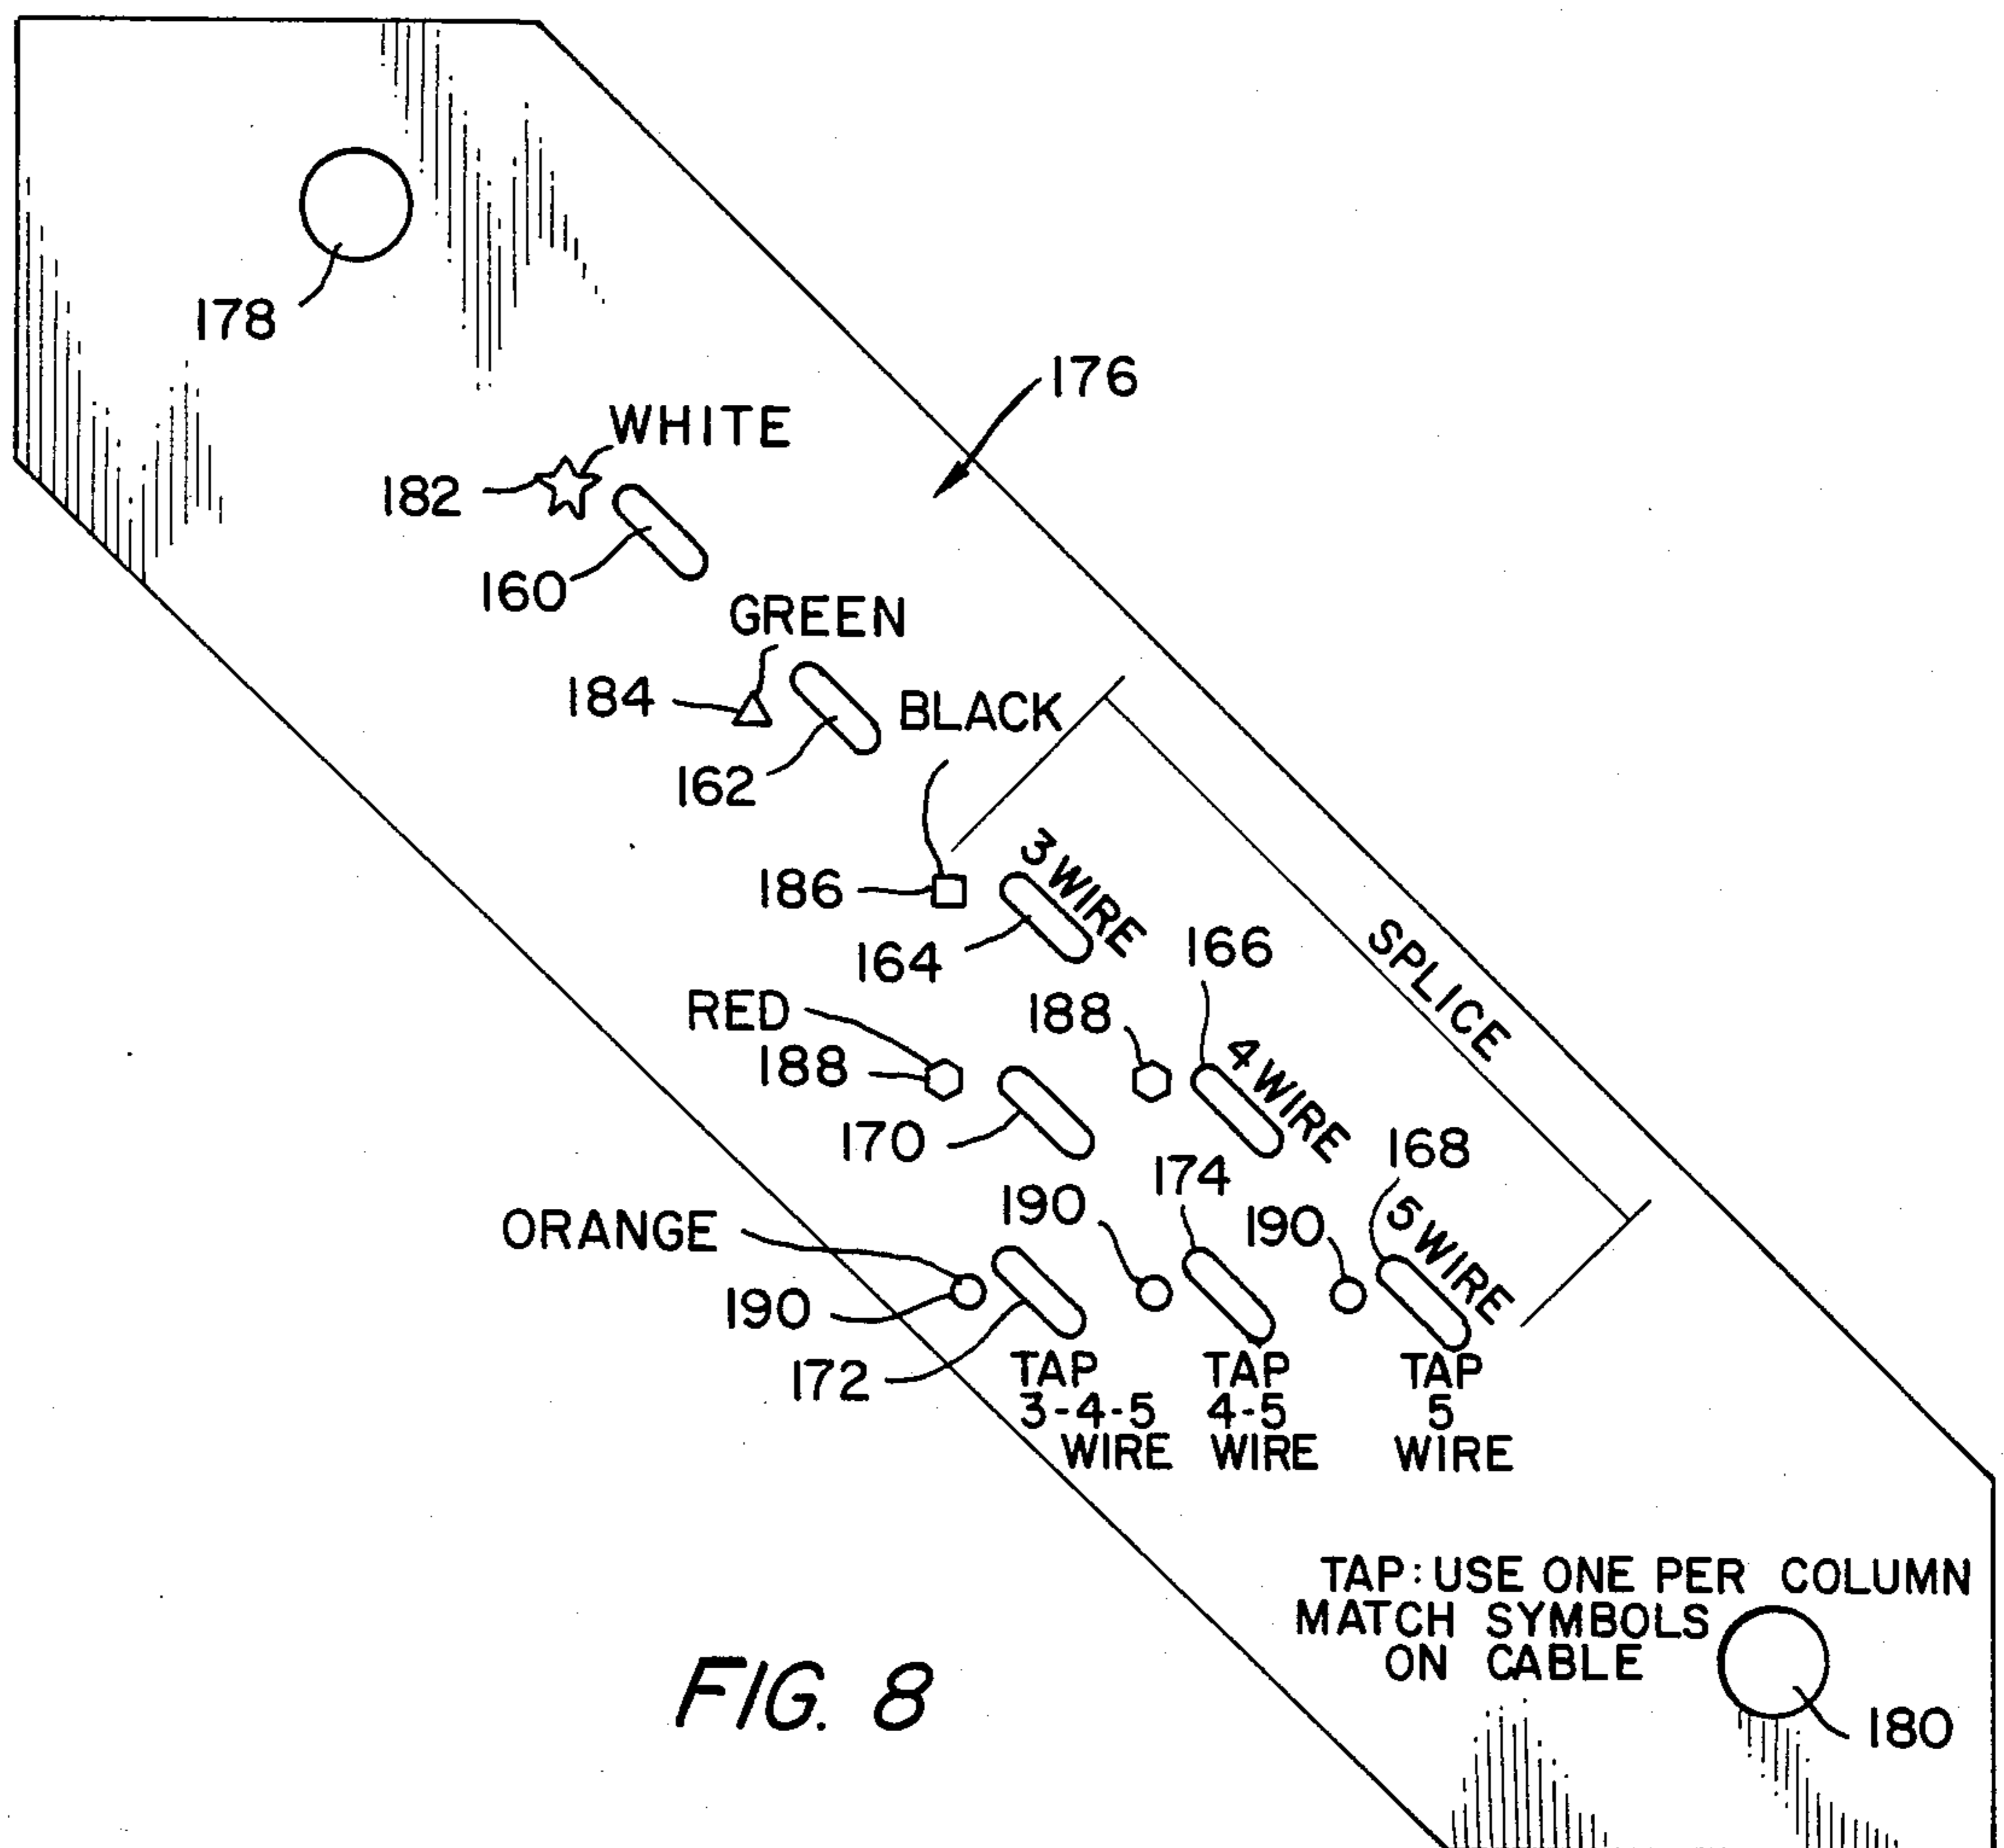 178
176
WHITE
182
160
GREEN
184
BLACK
162
186
3 WIRE
164
166
SPLICE
RED
188
188
4 WIRE
170
168
174
190
190
5 WIRE
ORANGE
190
172
TAP
3-4-5
WIRE
TAP
4-5
WIRE
TAP
5
WIRE
TAP: USE ONE PER COLUMN
MATCH SYMBOLS
ON CABLE
180
FIG. 8